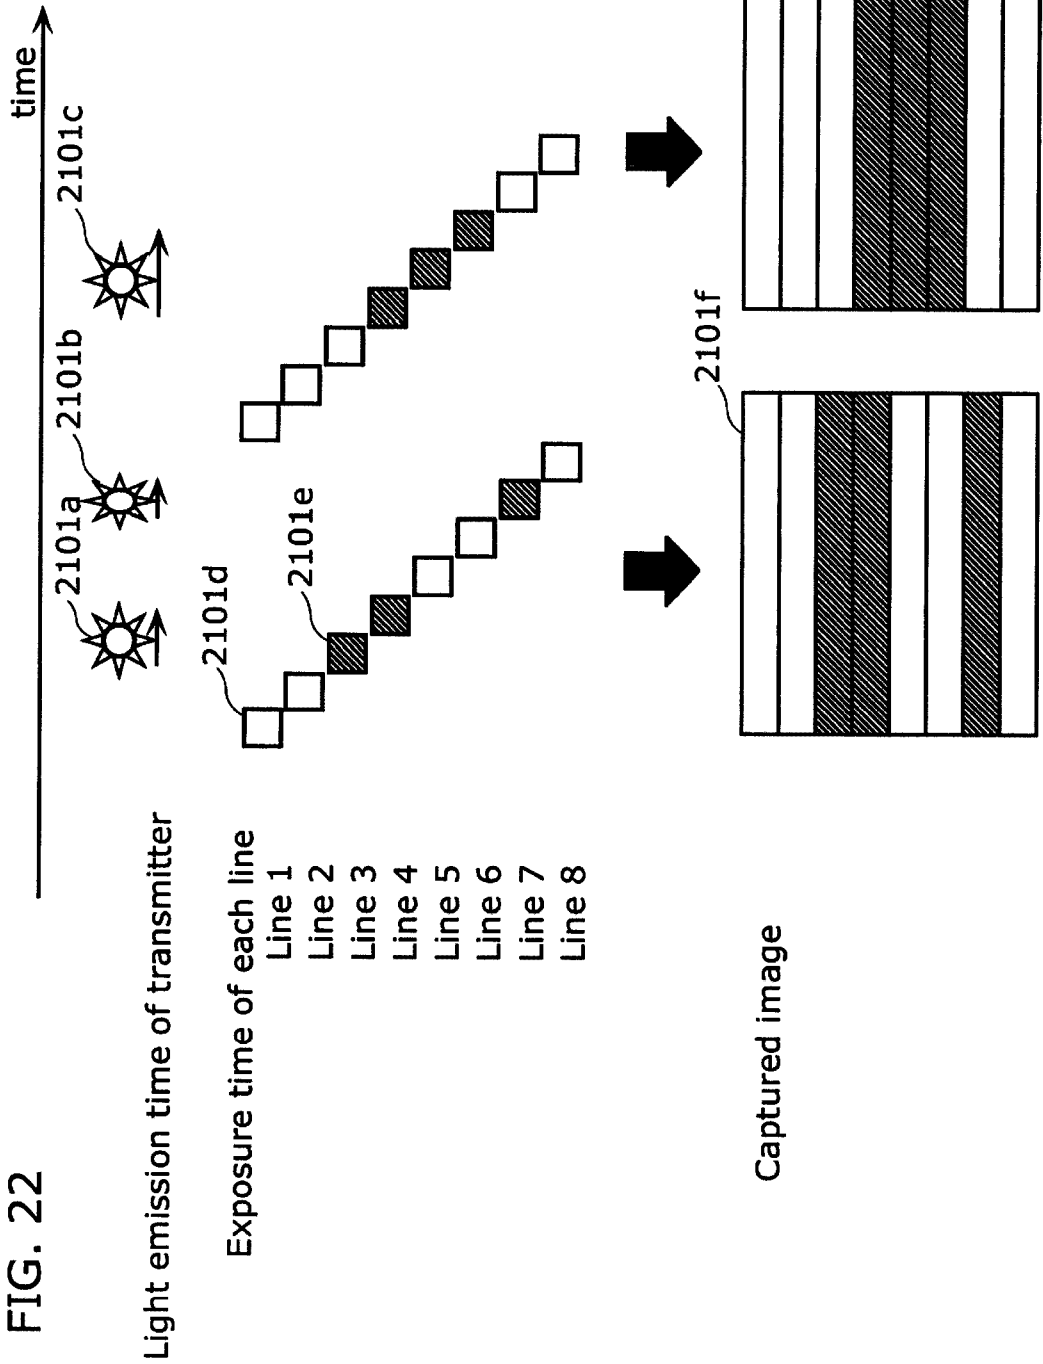 FIG. 22
time
Light emission time of transmitter
2101a
2101b
2101c
Exposure time of each line
Line 1
Line 2
Line 3
Line 4
Line 5
Line 6
Line 7
Line 8
2101d
2101e
Captured image
2101f